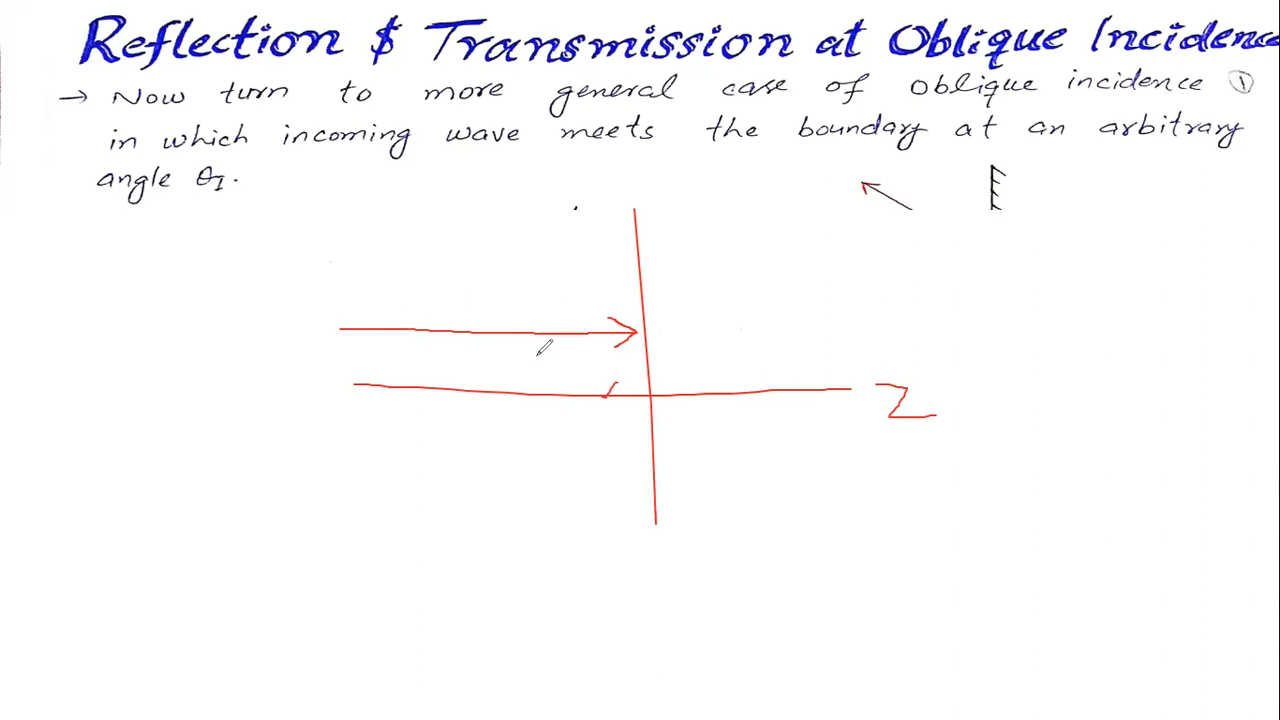 Reflection $ Transmission at Oblique Incidence
→ Now turn to more general case of oblique incidence ①
in which incoming wave meets the boundary at an arbitrary
angle θI.
Z